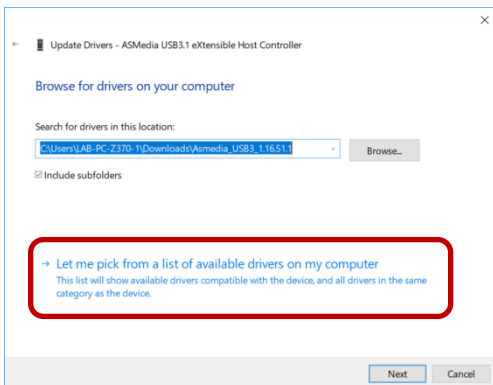 Update Drivers - ASMedia USB3.1 eXtensible Host Controller
Browse for drivers on your computer
Search for drivers in this location:
C:\Users\LAB-PC-Z370-1\Downloads\Asmedia_USB3_1.16.51.1
Browse...
Include subfolders
Let me pick from a list of available drivers on my computer
This list will show available drivers compatible with the device, and all drivers in the same
category as the device.
Next Cancel